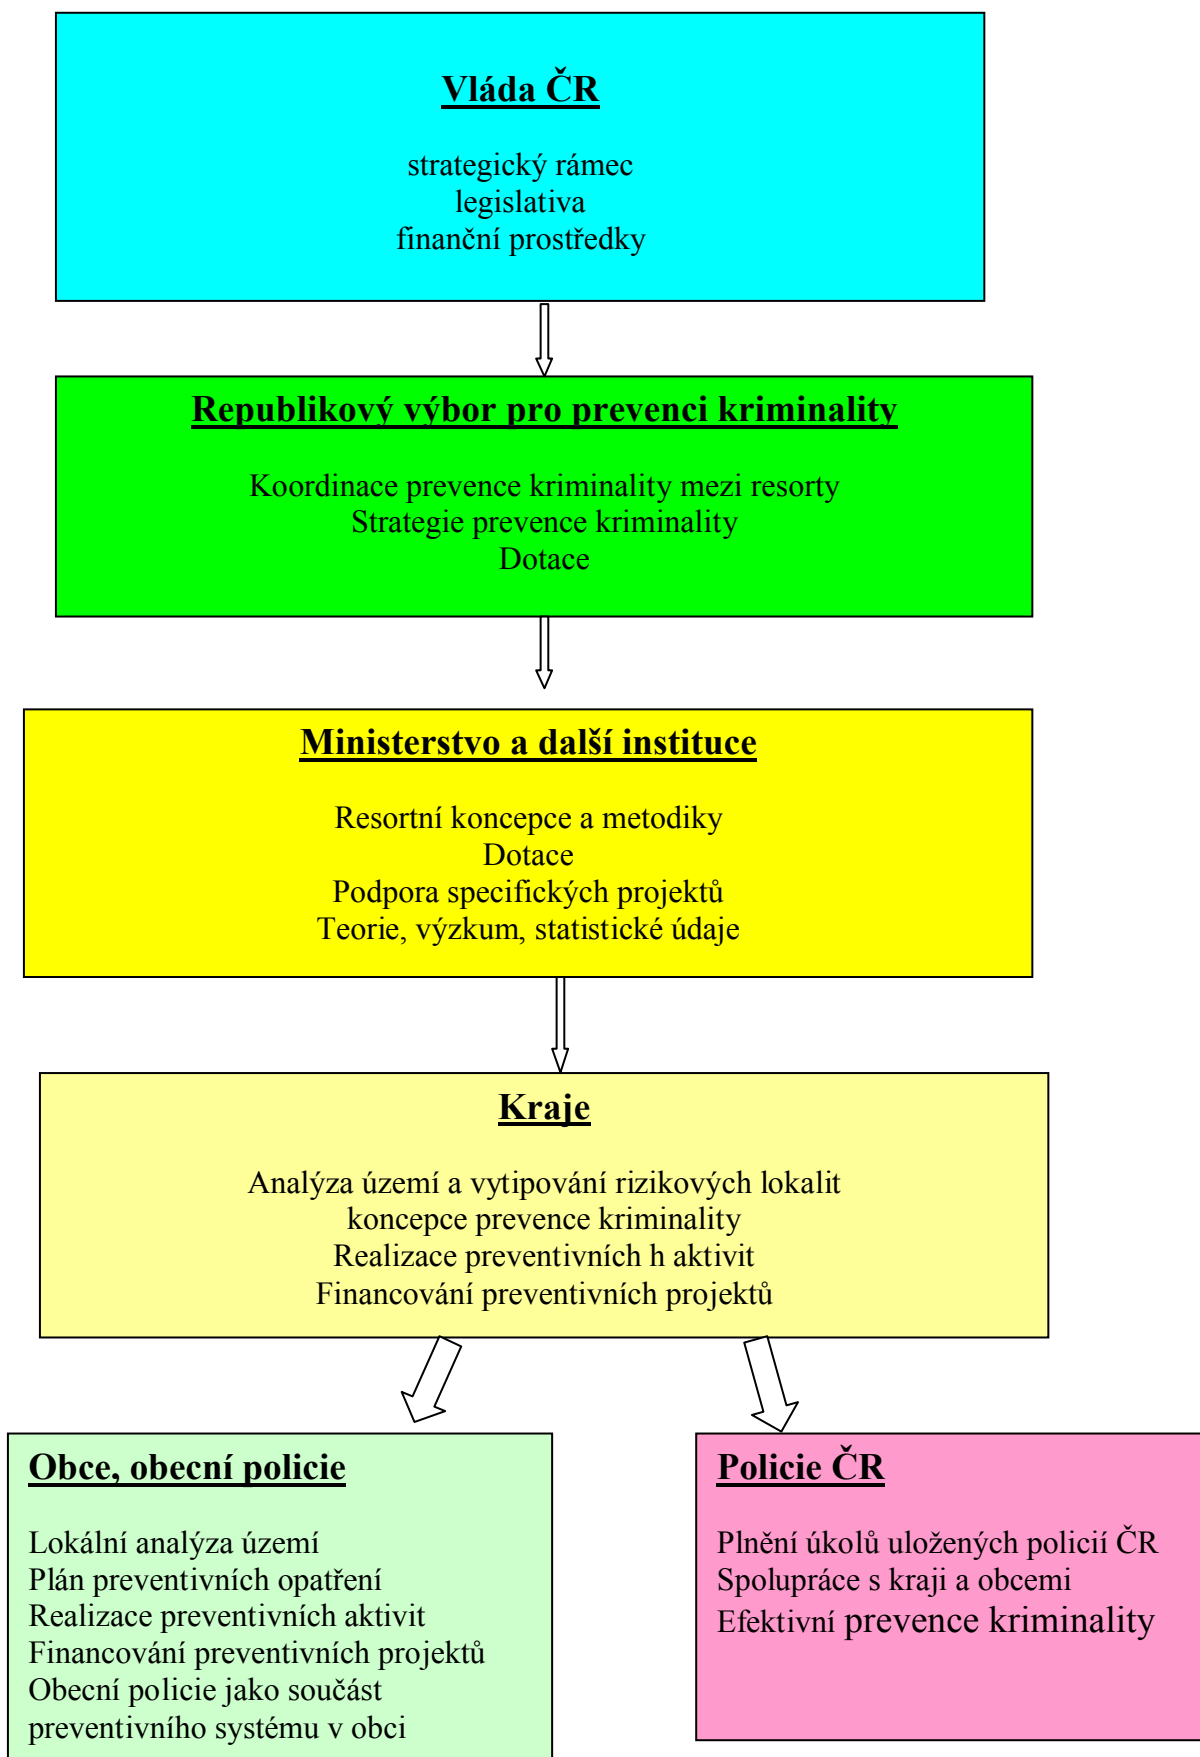 Vláda ČR
strategický rámec
legislativa
finanční prostředky
Republikový výbor pro prevenci kriminality
Koordinace prevence kriminality mezi resorty
Strategie prevence kriminality
Dotace
Ministerstvo a další instituce
Resortní koncepce a metodiky
Dotace
Podpora specifických projektů
Teorie, výzkum, statistické údaje
Kraje
Analýza území a vytipování rizikových lokalit
koncepce prevence kriminality
Realizace preventivních h aktivit
Financování preventivních projektů
Obce, obecní policie
Lokální analýza území
Plán preventivních opatření
Realizace preventivních aktivit
Financování preventivních projektů
Obecní policie jako součást
preventivního systému v obci
Policie ČR
Plnění úkolů uložených policií ČR
Spolupráce s kraji a obcemi
Efektivní prevence kriminality